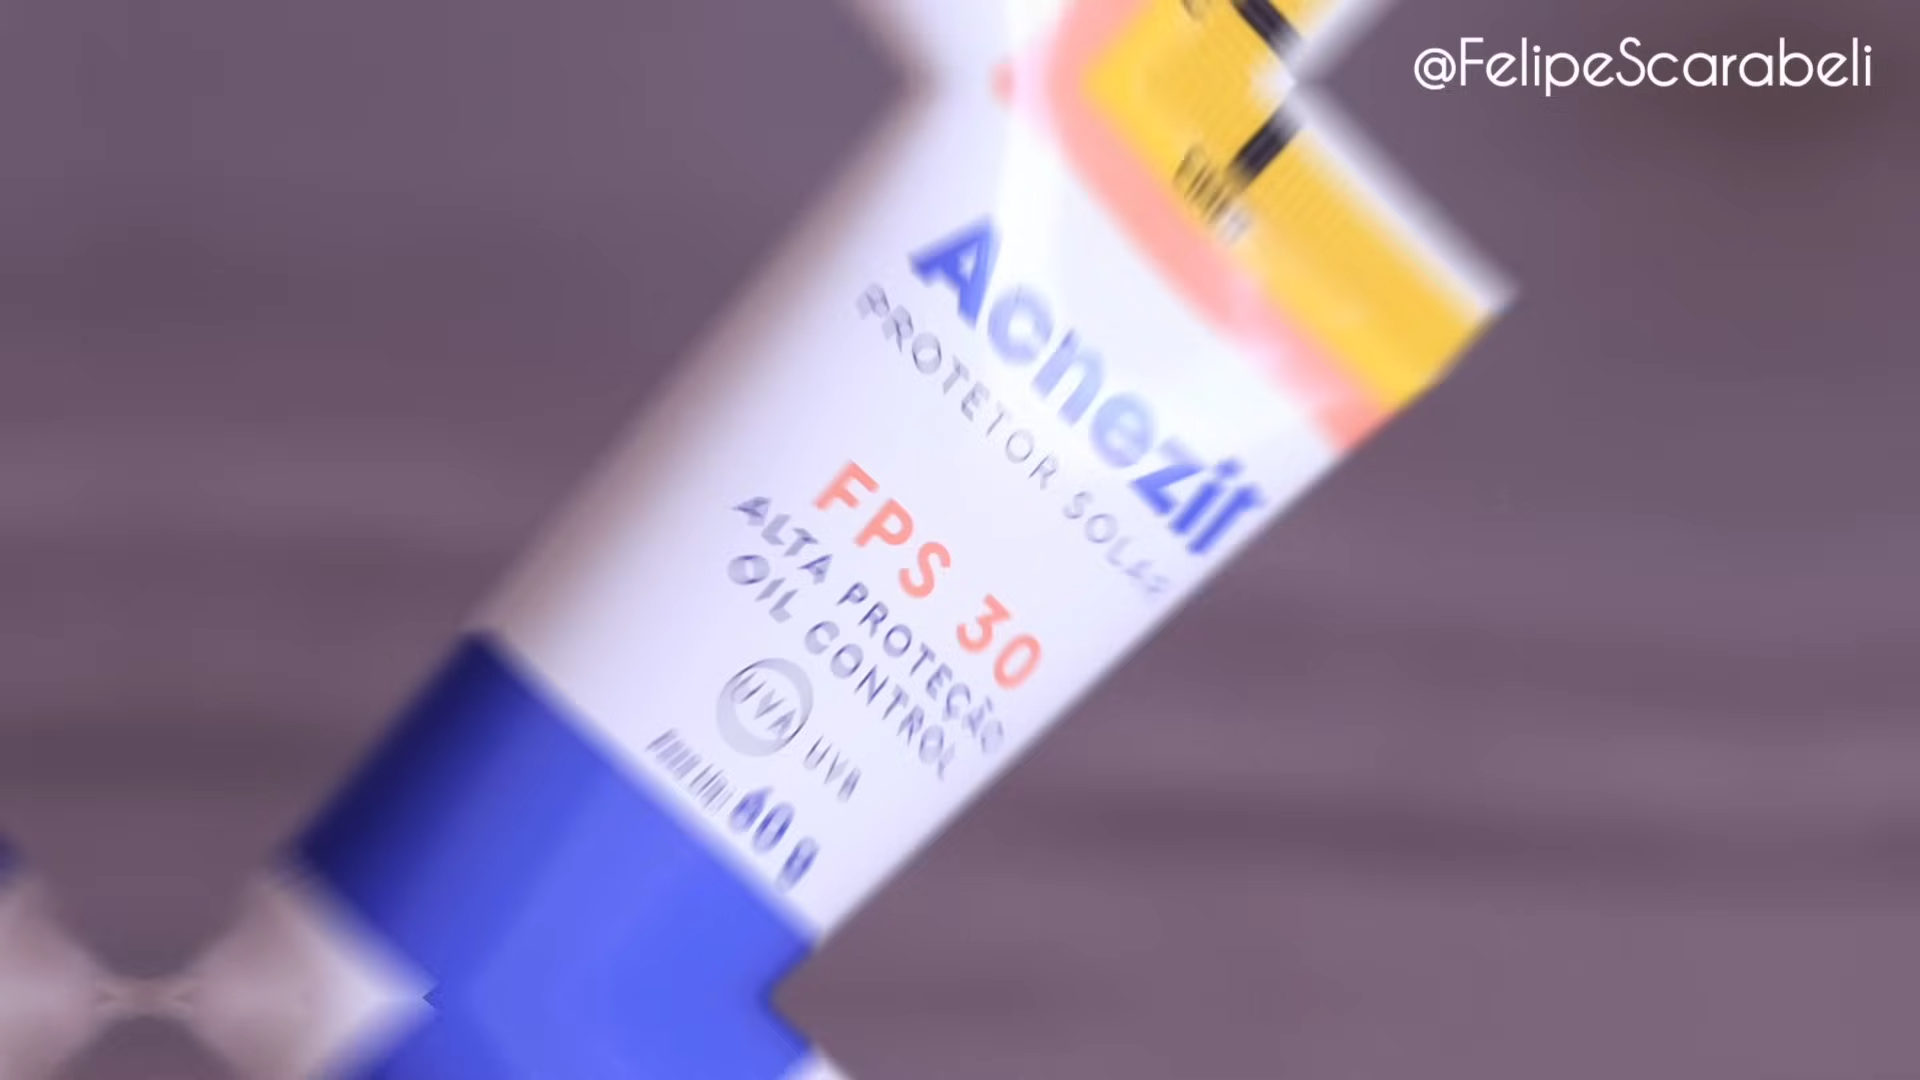 @FelipeScarabeli
Acnezil
PROTETOR SOLAR
FPS 30
ALTA PROTEÇÃO
OIL CONTROL
UVA UVB
60 g